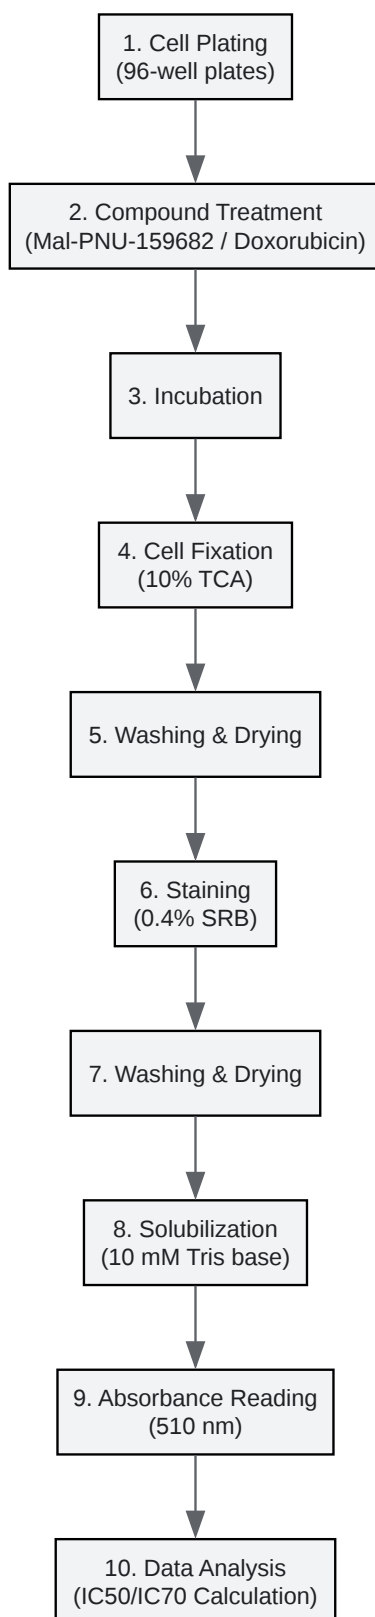 1. Cell Plating
(96-well plates)
2. Compound Treatment
(Mal-PNU-159682 / Doxorubicin)
3. Incubation
4. Cell Fixation
(10% TCA)
5. Washing & Drying
6. Staining
(0.4% SRB)
7. Washing & Drying
8. Solubilization
(10 mM Tris base)
9. Absorbance Reading
(510 nm)
10. Data Analysis
(IC50/IC70 Calculation)